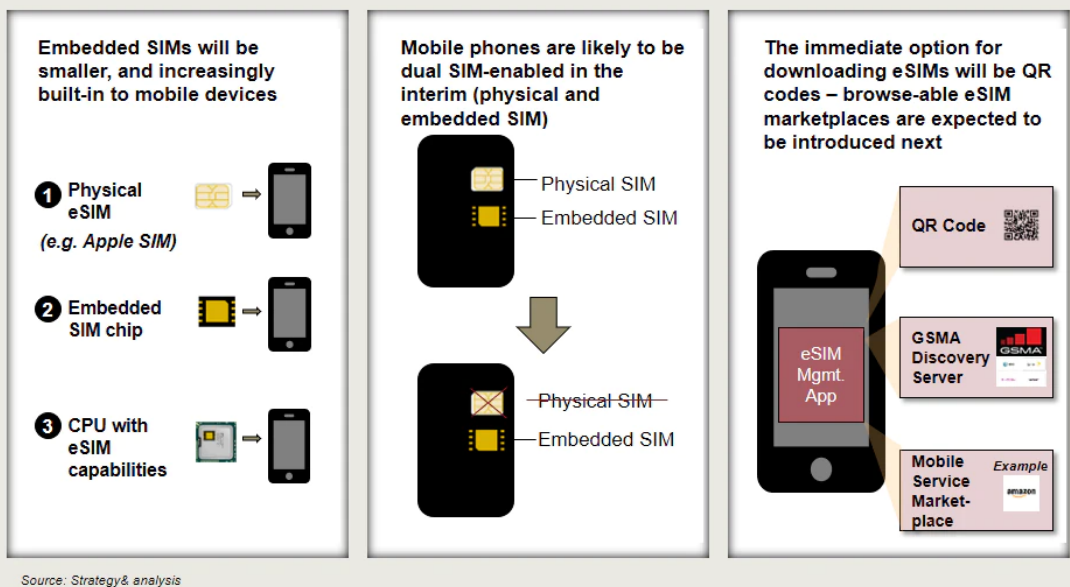 Embedded SIMs will be
smaller, and increasingly
built-in to mobile devices
1 Physical
eSIM
(e.g. Apple SIM)
2 Embedded
SIM chip
3 CPU with
eSIM
capabilities
Mobile phones are likely to be
dual SIM-enabled in the
interim (physical and
embedded SIM)
Physical SIM
Embedded SIM
Physical SIM
Embedded SIM
The immediate option for
downloading eSIMs will be QR
codes – browse-able eSIM
marketplaces are expected to
be introduced next
eSIM
Mgmt.
App
QR Code
GSMA
Discovery
Server
GSMA
Mobile
Service
Market-
place
Example
amazon
Source: Strategy& analysis